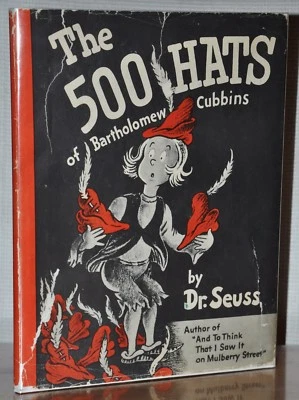 The
500 HATS
of Bartholomew
Cubbins
by
Dr. Seuss
Author of
"And To Think
That I Saw It
on Mulberry Street"